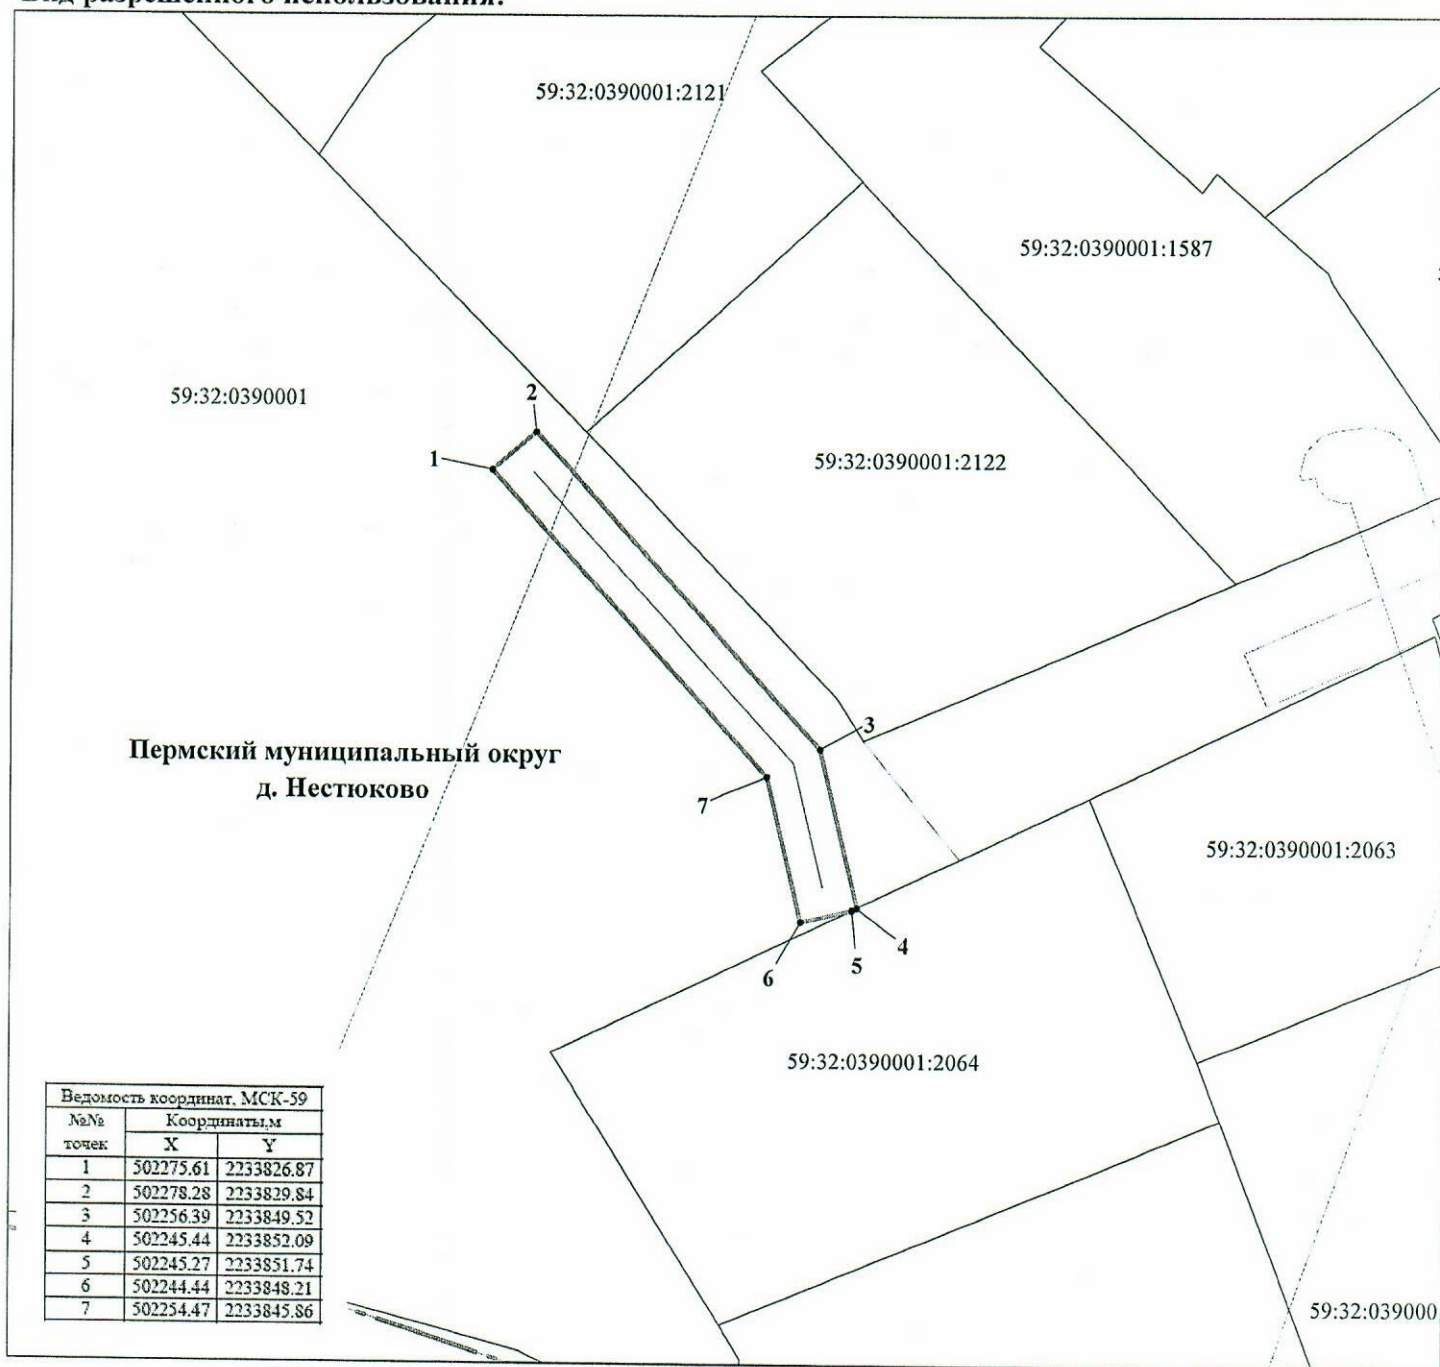 Вид разрешенного использования:
59:32:0390001:2121
59:32:0390001:1587
59:32:0390001
2
1
59:32:0390001:2122
3
Пермский муниципальный округ
д. Нестюково
7
59:32:0390001:2063
4
5
6
59:32:0390001:2064
Ведомость координат, МСК-59
№№ точек Координаты,м
X Y
1 502275.61 2233826.87
2 502278.28 2233829.84
3 502256.39 2233849.52
4 502245.44 2233852.09
5 502245.27 2233851.74
6 502244.44 2233848.21
7 502254.47 2233845.86
59:32:039000